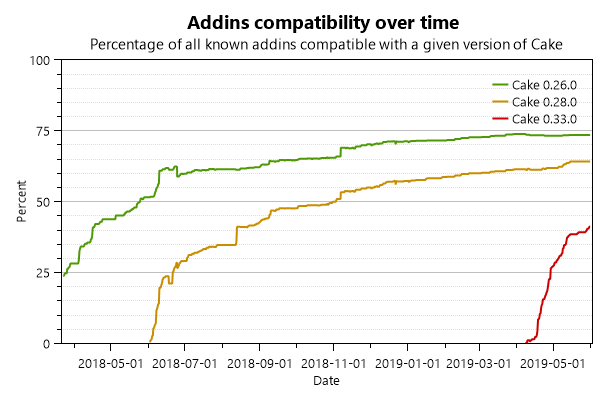 Addins compatibility over time
Percentage of all known addins compatible with a given version of Cake
100
75
50
25
0
Percent
Cake 0.26.0
Cake 0.28.0
Cake 0.33.0
2018-05-01 2018-07-01 2018-09-01 2018-11-01 2019-01-01 2019-03-01 2019-05-01
Date